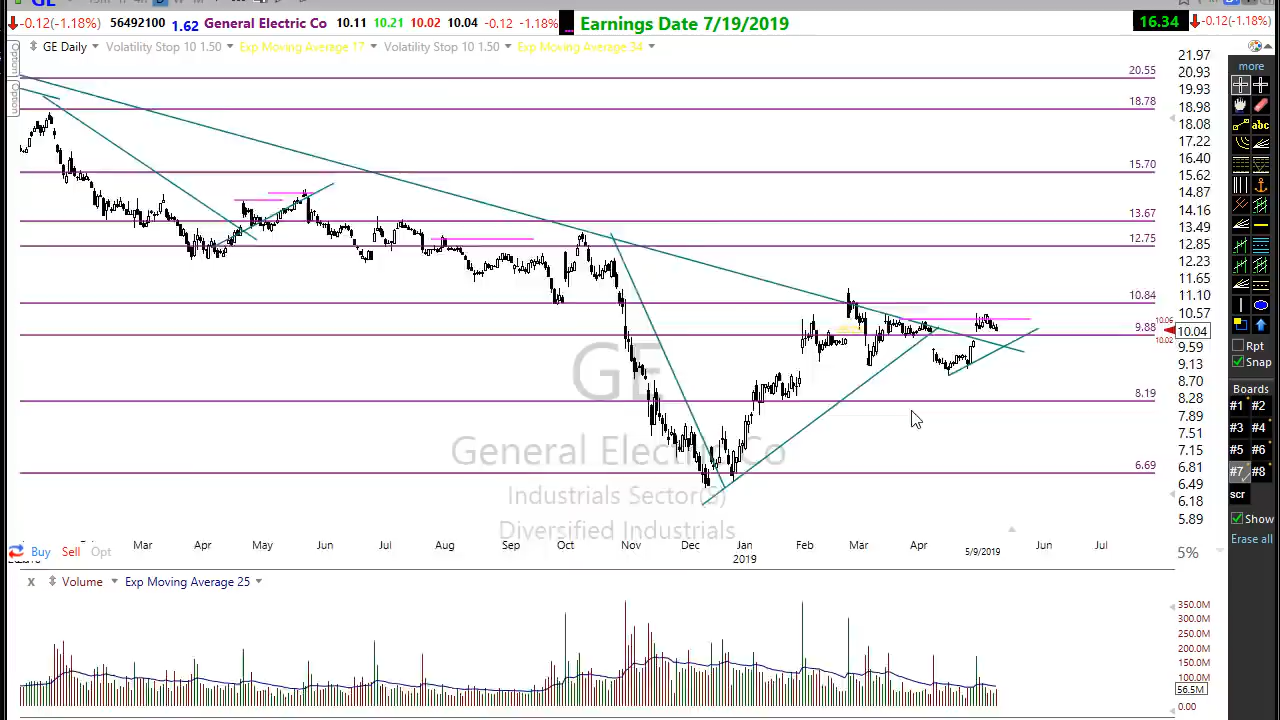 -0.12 (-1.18%) 56492100 1.62 General Electric Co 10.11 10.21 10.02 10.04 -0.12 -1.18% Earnings Date 7/19/2019 16.34 -0.12(-1.18%)
GE Daily Volatility Stop 10 1.50 Exp Moving Average 17 Volatility Stop 10 1.50 Exp Moving Average 34
Option
Option
20.55
18.78
15.70
13.67
12.75
10.84
9.88
8.19
6.69
10.06
10.02
21.97
20.93
19.93
18.98
18.08
17.22
16.40
15.62
14.87
14.16
13.49
12.85
12.23
11.65
11.10
10.57
10.04
9.59
9.13
8.70
8.28
7.89
7.51
7.15
6.81
6.49
6.18
5.89
5%
GE
General Electric Co
Industrials Sector(S)
Diversified Industrials
Buy Sell Opt
Mar Apr May Jun Jul Aug Sep Oct Nov Dec Jan Feb Mar Apr 5/9/2019 Jun Jul
2019
X Volume Exp Moving Average 25
350.0M
300.0M
250.0M
200.0M
150.0M
100.0M
56.5M
0.00
more
abc
Rpt
Snap
Boards
#1 #2
#3 #4
#5 #6
#7 #8
scr
Show
Erase all